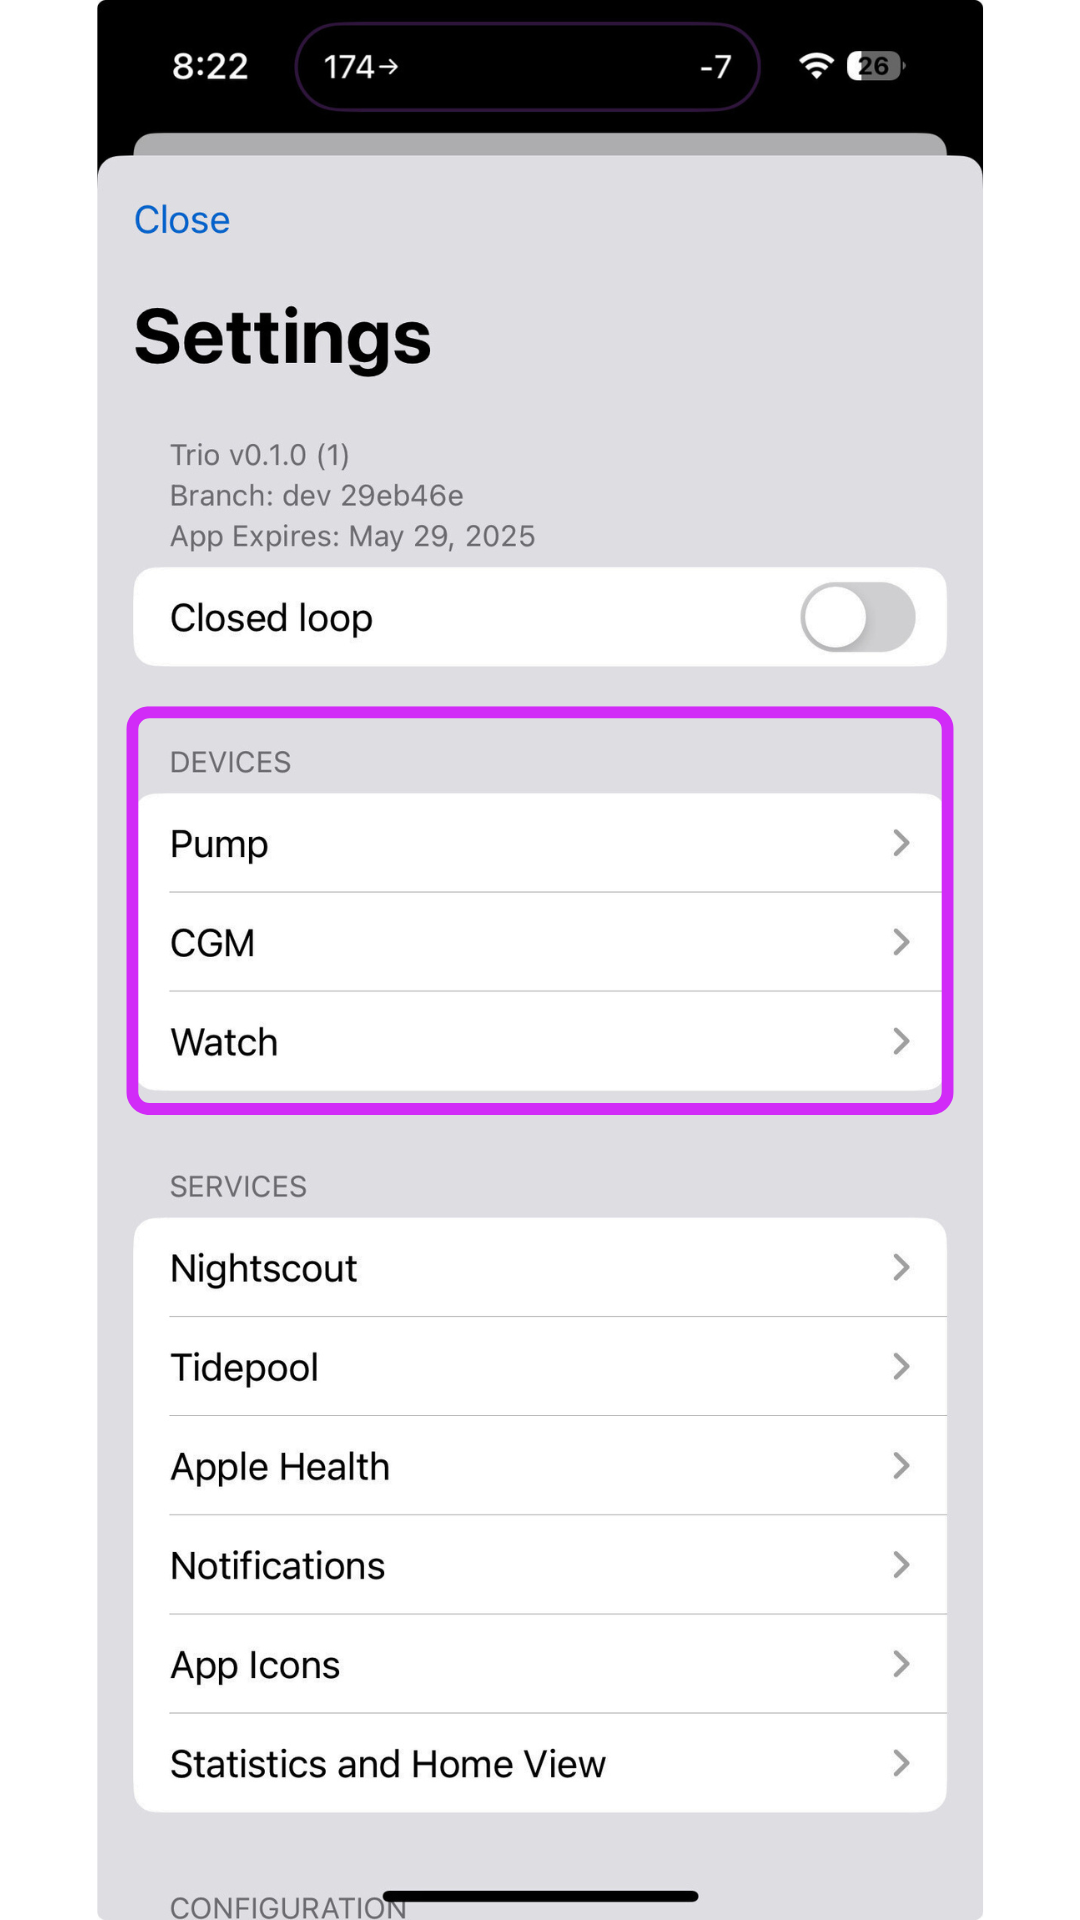 8:22
174→
-7
26
Close
Settings
Trio v0.1.0 (1)
Branch: dev 29eb46e
App Expires: May 29, 2025
Closed loop
DEVICES
Pump
CGM
Watch
SERVICES
Nightscout
Tidepool
Apple Health
Notifications
App Icons
Statistics and Home View
CONFIGURATION